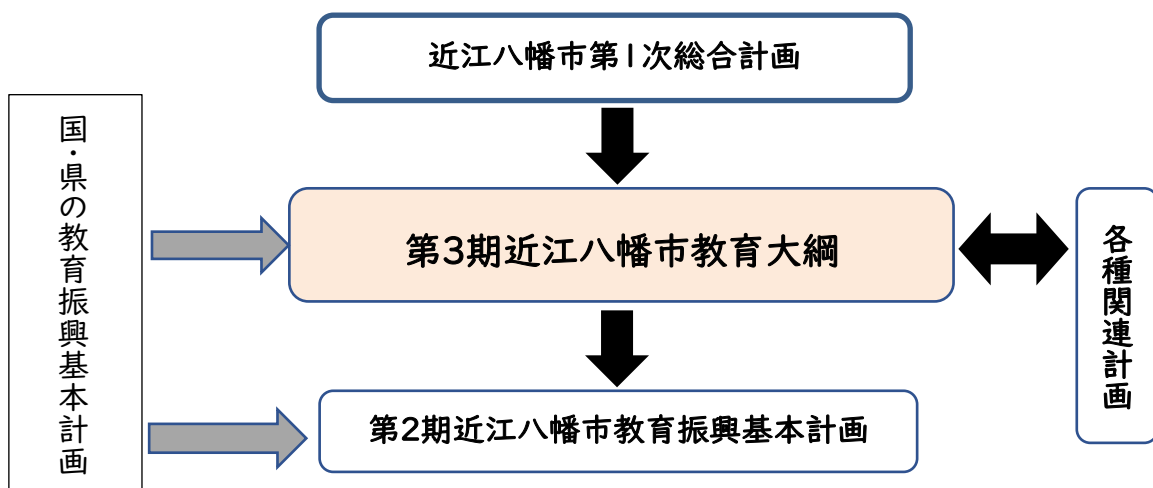 近江八幡市第1次総合計画
国・県の教育振興基本計画
第3期近江八幡市教育大綱
各種関連計画
第2期近江八幡市教育振興基本計画